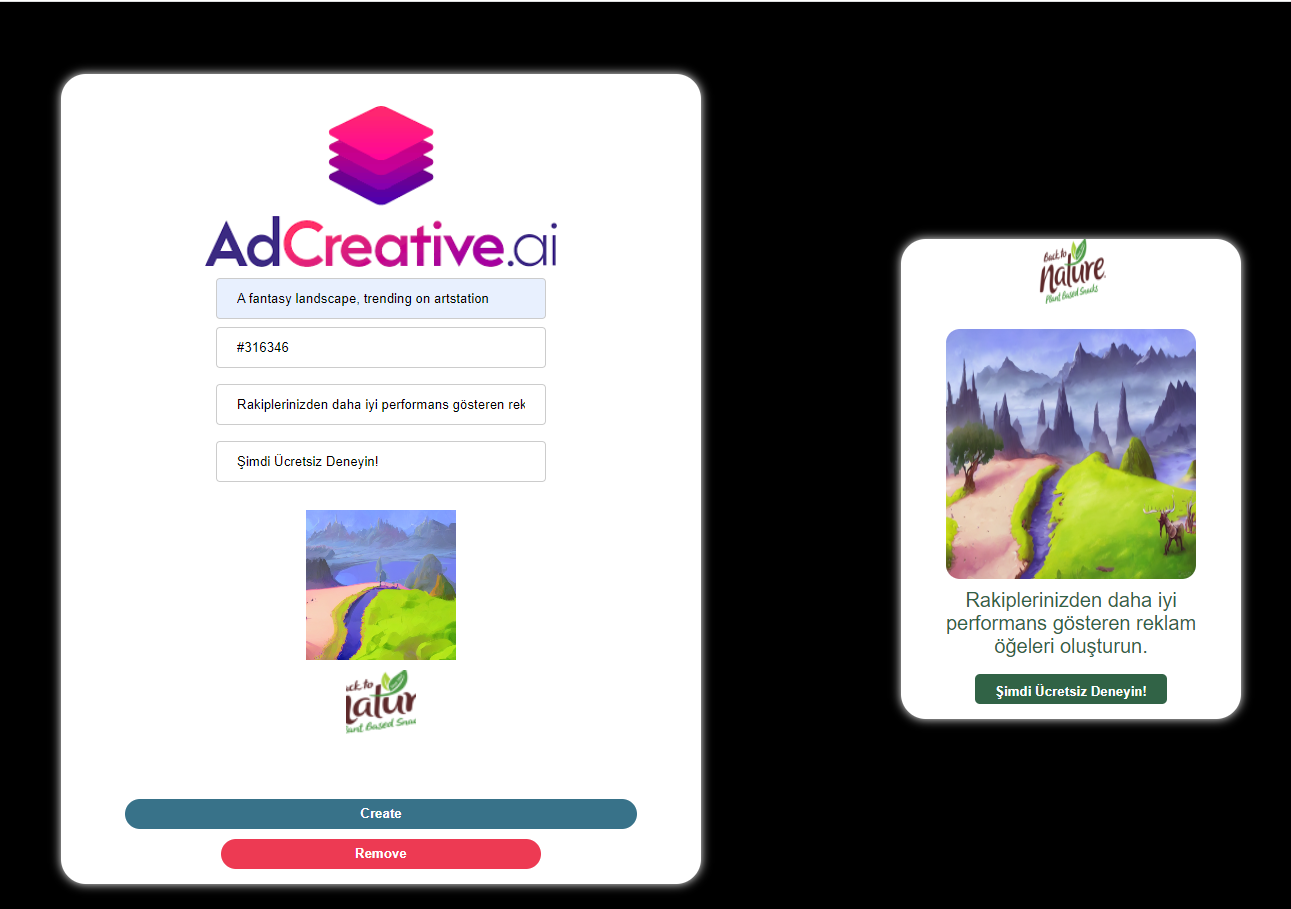 AdCreative.ai
A fantasy landscape, trending on artstation
#316346
Rakiplerinizden daha iyi performans gösteren rek
Şimdi Ücretsiz Deneyin!
ck to
natur
ant Based Sna
Create
Remove
Back to
nature.
Plant Based Snacks
Rakiplerinizden daha iyi
performans gösteren reklam
öğeleri oluşturun.
Şimdi Ücretsiz Deneyin!